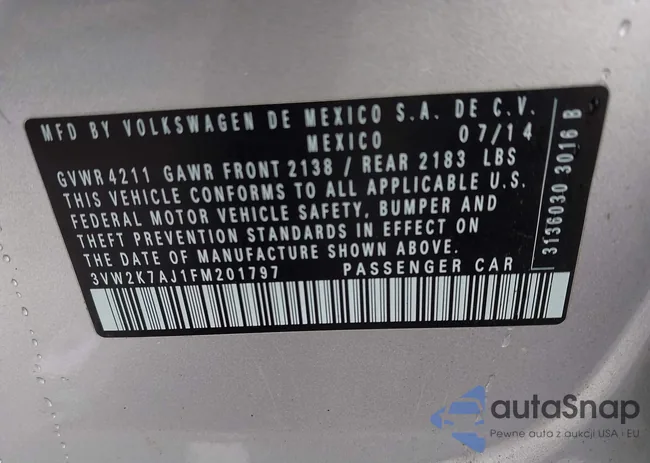 MFD BY VOLKSWAGEN DE MEXICO S.A. DE C.V.
MEXICO 07/14
GVWR 4211 GAWR FRONT 2138 / REAR 2183 LBS
THIS VEHICLE CONFORMS TO ALL APPLICABLE U.S.
FEDERAL MOTOR VEHICLE SAFETY, BUMPER AND
THEFT PREVENTION STANDARDS IN EFFECT ON
THE DATE OF MANUFACTURE SHOWN ABOVE.
3VW2K7AJ1FM201797 PASSENGER CAR
3136030 3016 B
autaSnap
Pewne auta z aukcji USA - EU